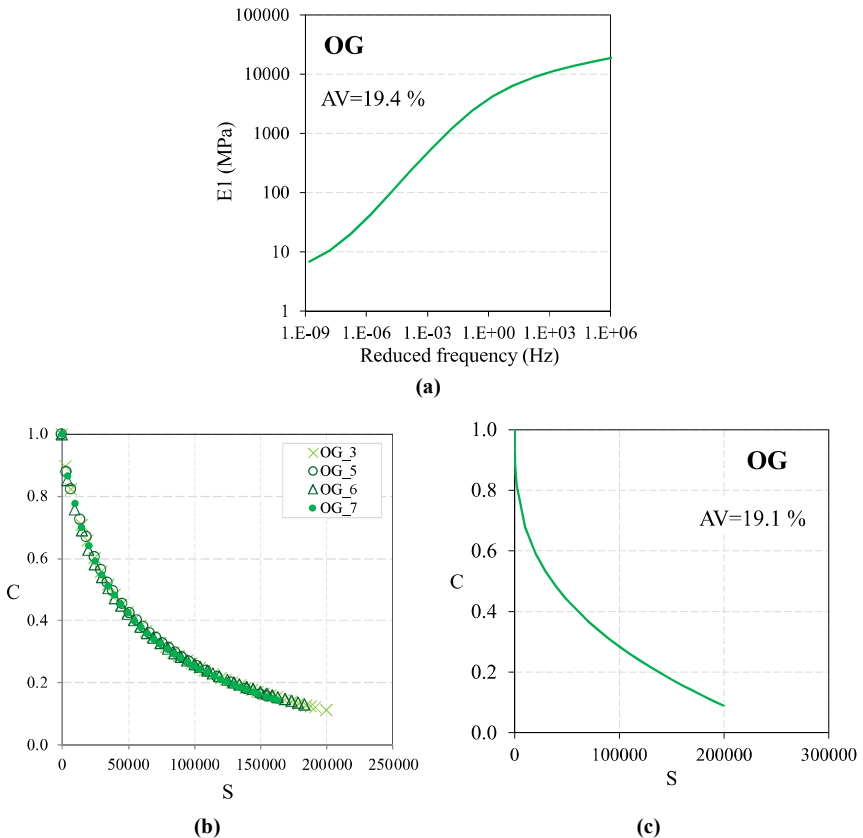 100000
10000
1000
100
10
1
E1 (MPa)
OG
AV=19.4 %
1.E-09 1.E-06 1.E-03 1.E+00 1.E+03 1.E+06
Reduced frequency (Hz)
(a)
1.0
0.8
0.6
0.4
0.2
0.0
C
OG_3
OG_5
OG_6
OG_7
0 50000 100000 150000 200000 250000
S
(b)
1.0
0.8
0.6
0.4
0.2
0.0
C
OG
AV=19.1 %
0 100000 200000 300000
S
(c)